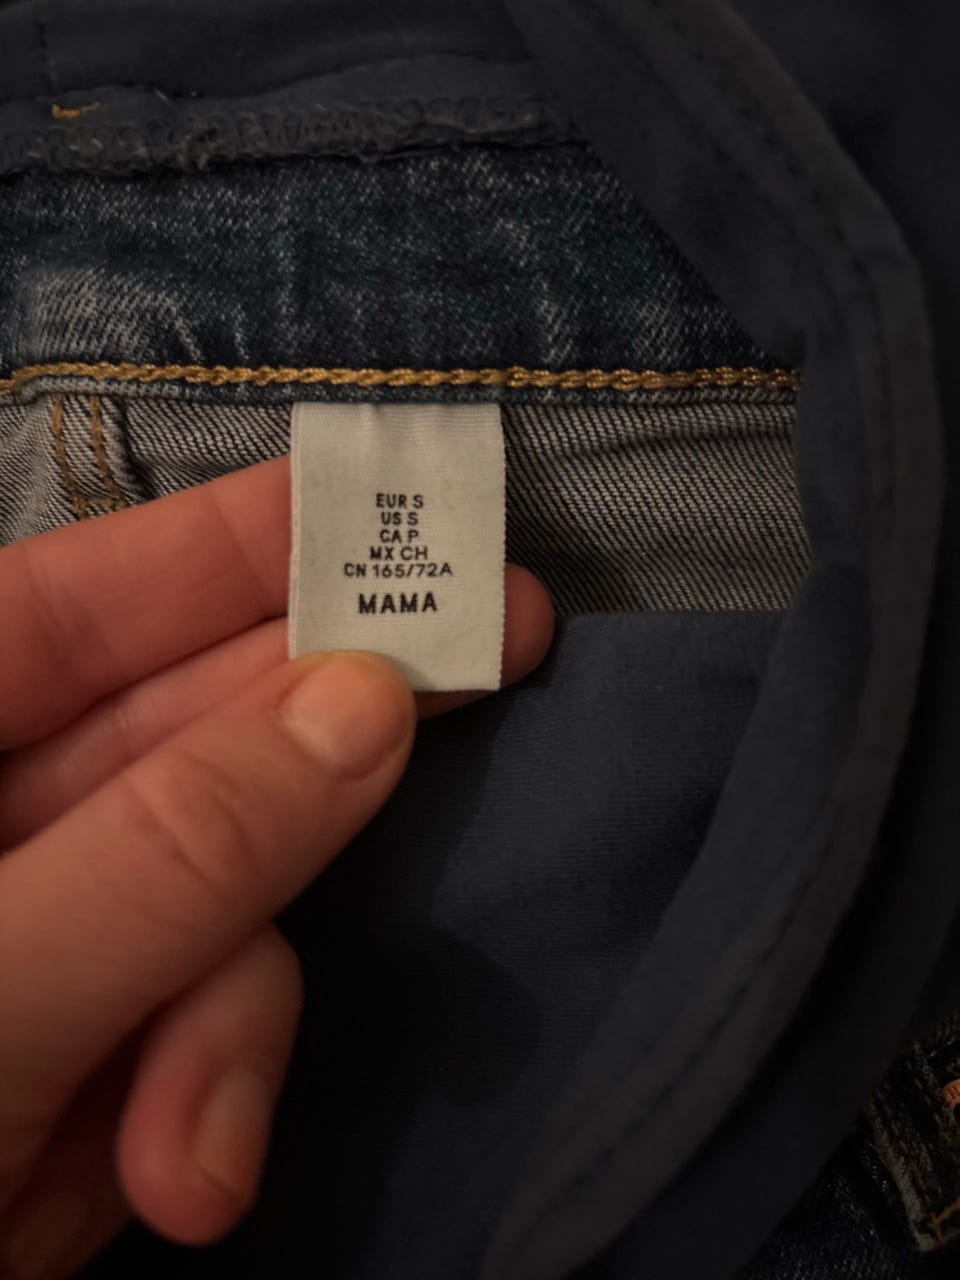 EUR S
US S
CA P
MX CH
CN 165/72A
MAMA